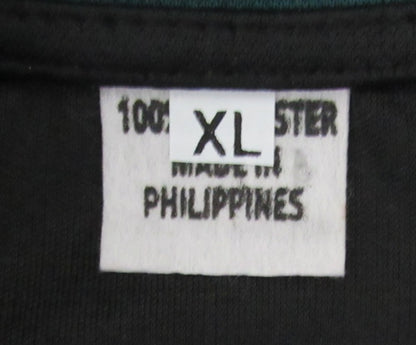 100% XL STER
MADE IN
PHILIPPINES